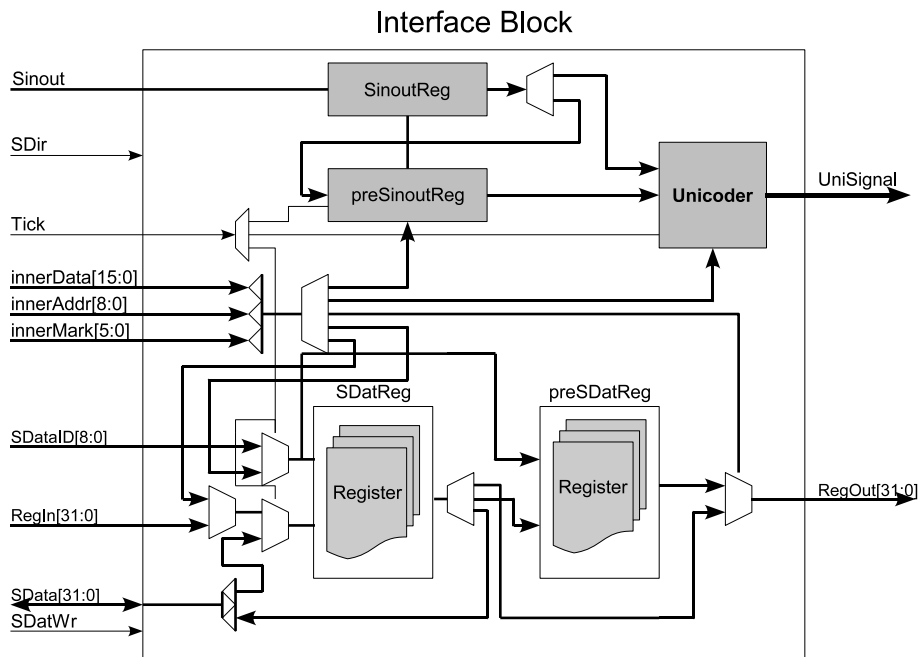 Interface Block
Sinout
SinoutReg
SDir
preSinoutReg
Unicoder
UniSignal
Tick
innerData[15:0]
innerAddr[8:0]
innerMark[5:0]
SDatReg
preSDatReg
SDataID[8:0]
Register
Register
RegIn[31:0]
RegOut[31:0]
SData[31:0]
SDatWr